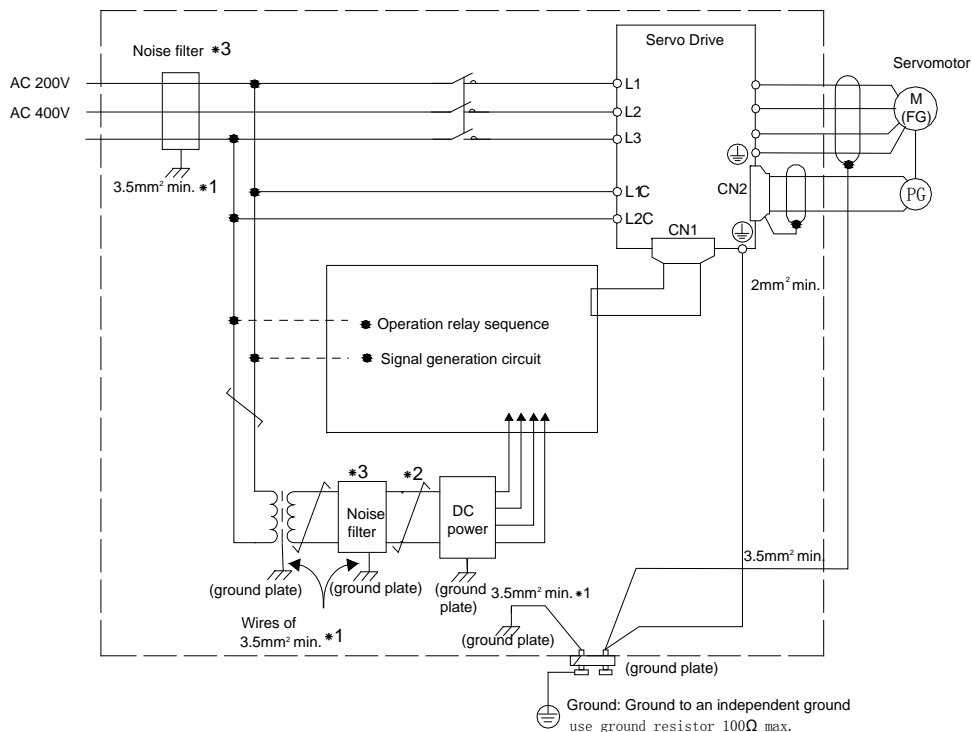 Servo Drive
Noise filter *3
Servomotor
AC 200V
L1
M
(FG)
AC 400V
L2
L3
3.5mm² min. *1
L1C
CN2
PG
L2C
CN1
2mm² min.
Operation relay sequence
Signal generation circuit
*3
*2
Noise
filter
DC
power
3.5mm² min.
(ground plate)
(ground plate)
(ground
plate)
3.5mm² min. *1
Wires of
3.5mm² min. *1
(ground plate)
(ground plate)
Ground: Ground to an independent ground
use ground resistor 100Ω max.